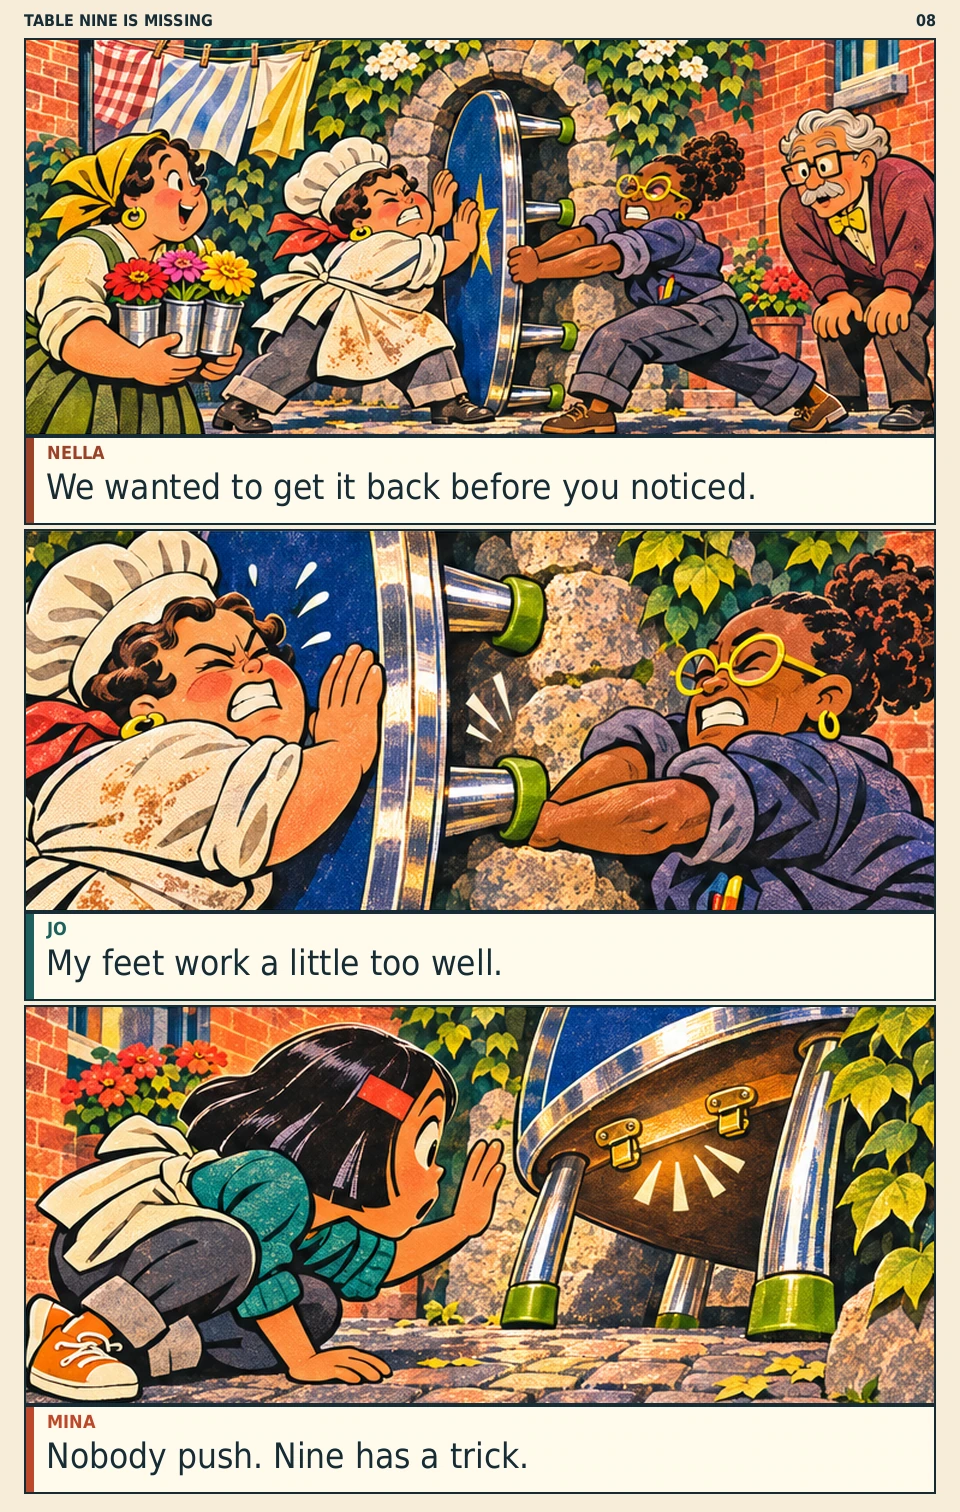 TABLE NINE IS MISSING
08
NELLA
We wanted to get it back before you noticed.
JO
My feet work a little too well.
MINA
Nobody push. Nine has a trick.